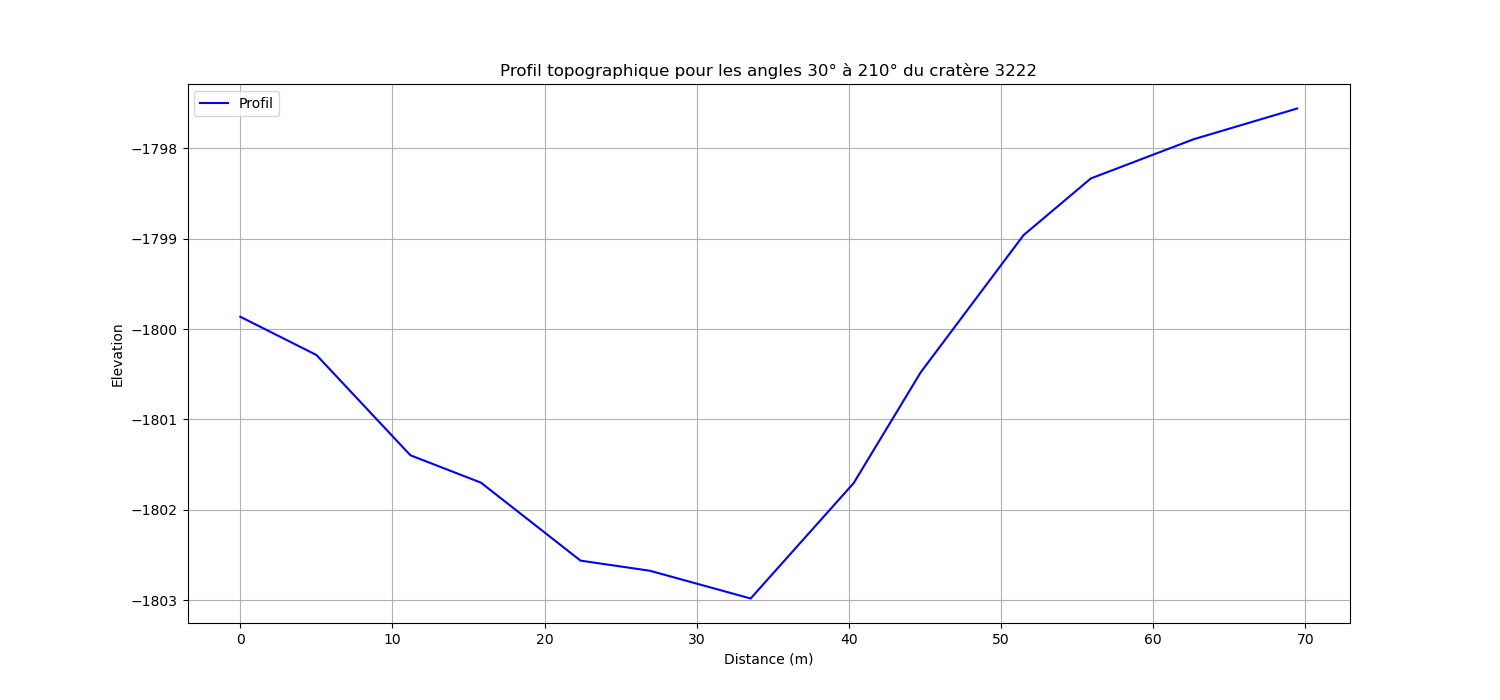 Profil topographique pour les angles 30° à 210° du cratère 3222
Profil
−1798
−1799
−1800
−1801
−1802
−1803
Elevation
0 10 20 30 40 50 60 70
Distance (m)